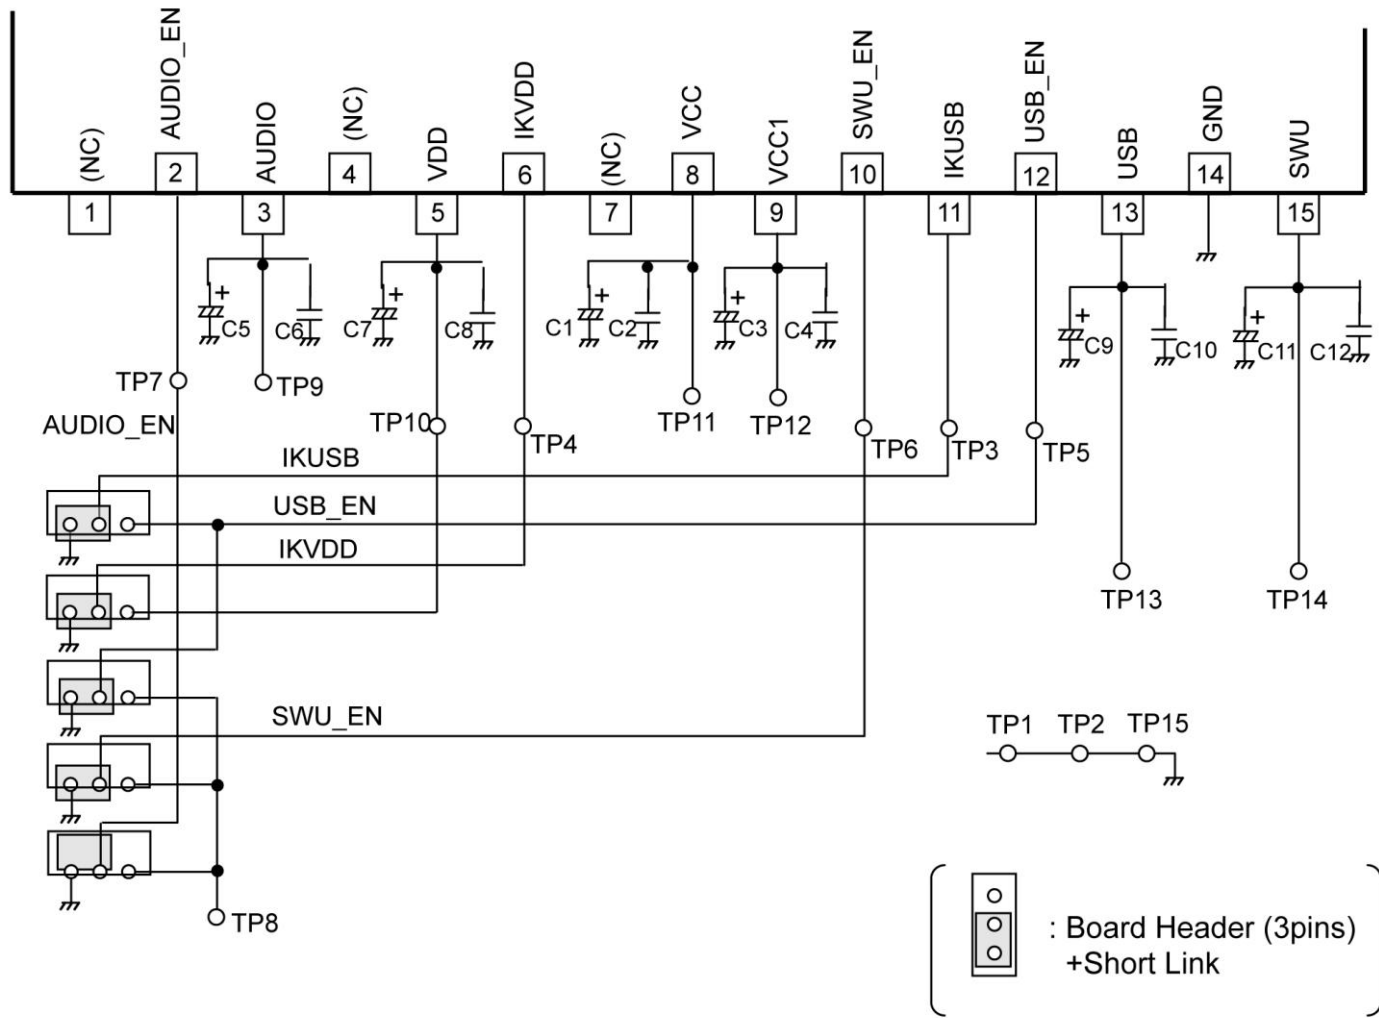 (NC)
AUDIO_EN
AUDIO
(NC)
VDD
IKVDD
(NC)
VCC
VCC1
SWU_EN
IKUSB
USB_EN
USB
GND
SWU
1
2
3
4
5
6
7
8
9
10
11
12
13
14
15
+ C5 C6
+ C7 C8
+ C1 C2
+ C3 C4
+ C9 C10
+ C11 C12
TP7
TP9
TP10
TP4
TP11
TP12
TP6
TP3
TP5
AUDIO_EN
IKUSB
USB_EN
IKVDD
TP13
TP14
SWU_EN
TP1 TP2 TP15
TP8
: Board Header (3pins)
+Short Link